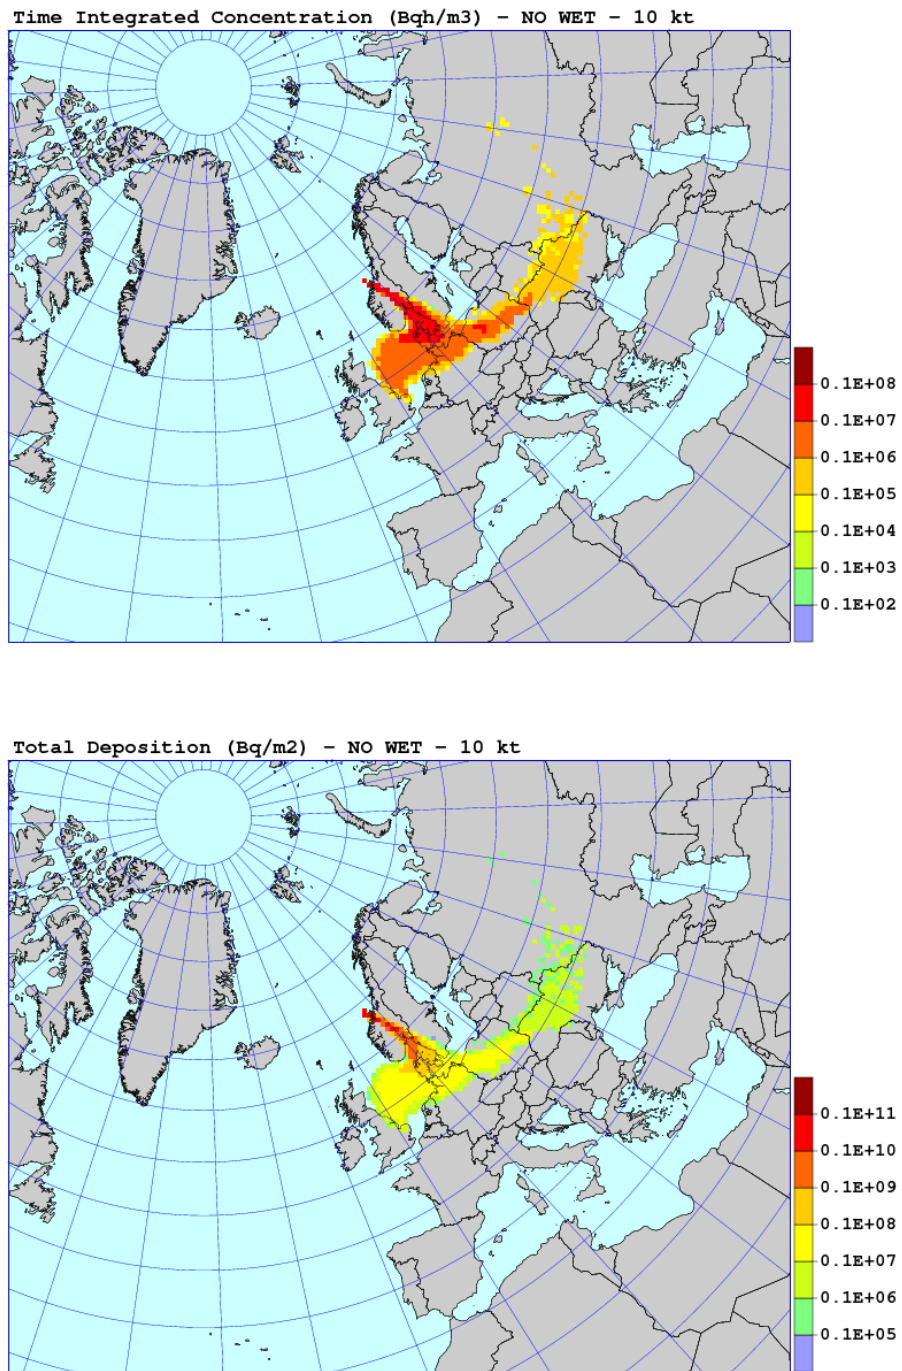 Time Integrated Concentration (Bqh/m3) – NO WET – 10 kt
0.1E+08
0.1E+07
0.1E+06
0.1E+05
0.1E+04
0.1E+03
0.1E+02
Total Deposition (Bq/m2) – NO WET – 10 kt
0.1E+11
0.1E+10
0.1E+09
0.1E+08
0.1E+07
0.1E+06
0.1E+05